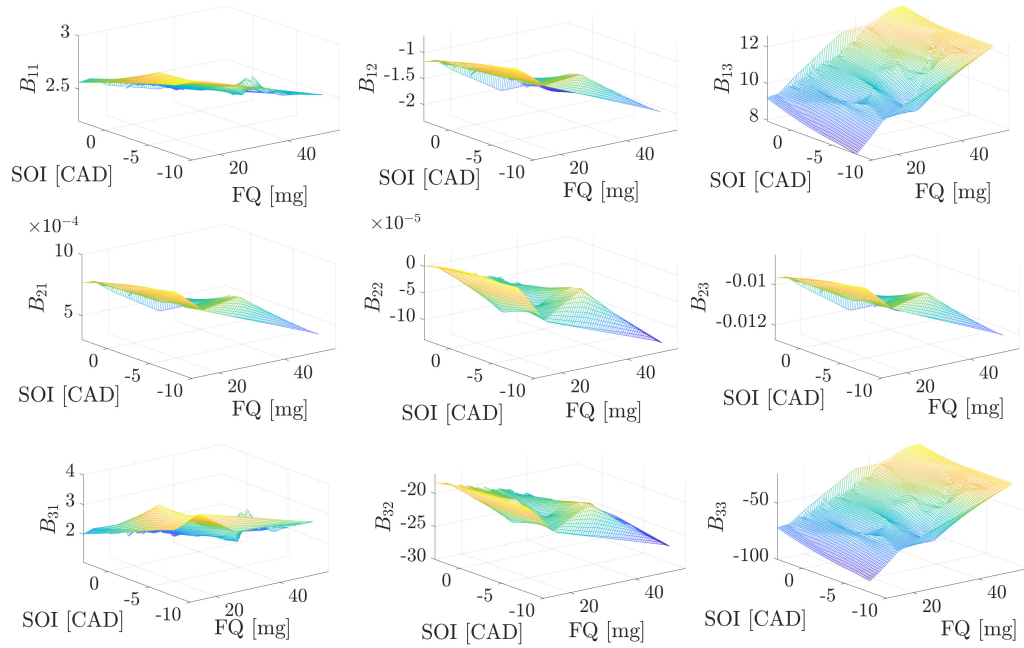 3
2.5
B11
0
-5
-10
SOI [CAD]
20
40
FQ [mg]
-1
-1.5
-2
B12
0
-5
-10
SOI [CAD]
20
40
FQ [mg]
12
10
8
B13
0
-5
-10
SOI [CAD]
20
40
FQ [mg]
×10⁻⁴
10
5
B21
0
-5
-10
SOI [CAD]
20
40
FQ [mg]
×10⁻⁵
0
-5
-10
B22
0
-5
-10
SOI [CAD]
20
40
FQ [mg]
-0.01
-0.012
B23
0
-5
-10
SOI [CAD]
20
40
FQ [mg]
4
3
2
B31
0
-5
-10
SOI [CAD]
20
40
FQ [mg]
-20
-25
-30
B32
0
-5
-10
SOI [CAD]
20
40
FQ [mg]
-50
-100
B33
0
-5
-10
SOI [CAD]
20
40
FQ [mg]